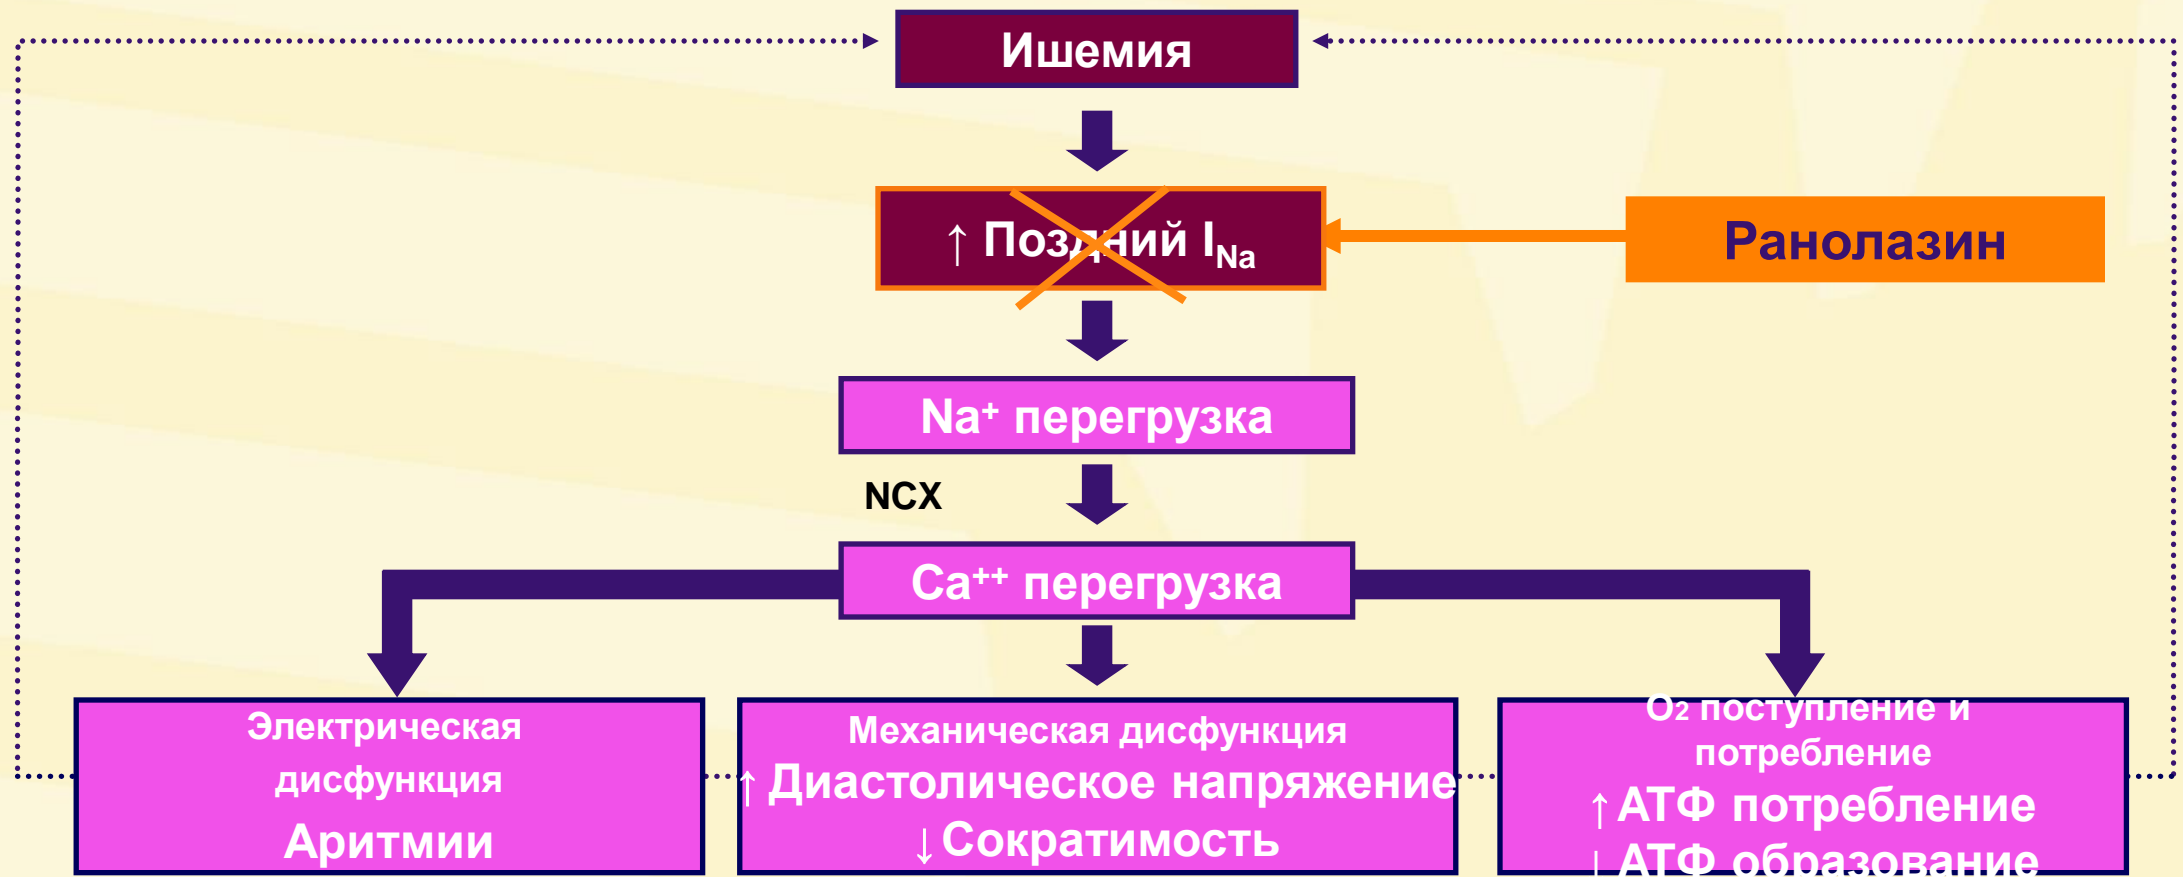 Ишемия
↑ Поздний I_Na
Ранолазин
Na⁺ перегрузка
NCX
Ca⁺⁺ перегрузка
Электрическая
дисфункция
Аритмии
Механическая дисфункция
↑ Диастолическое напряжение
↓ Сократимость
O₂ поступление и
потребление
↑ АТФ потребление
↓ АТФ образование